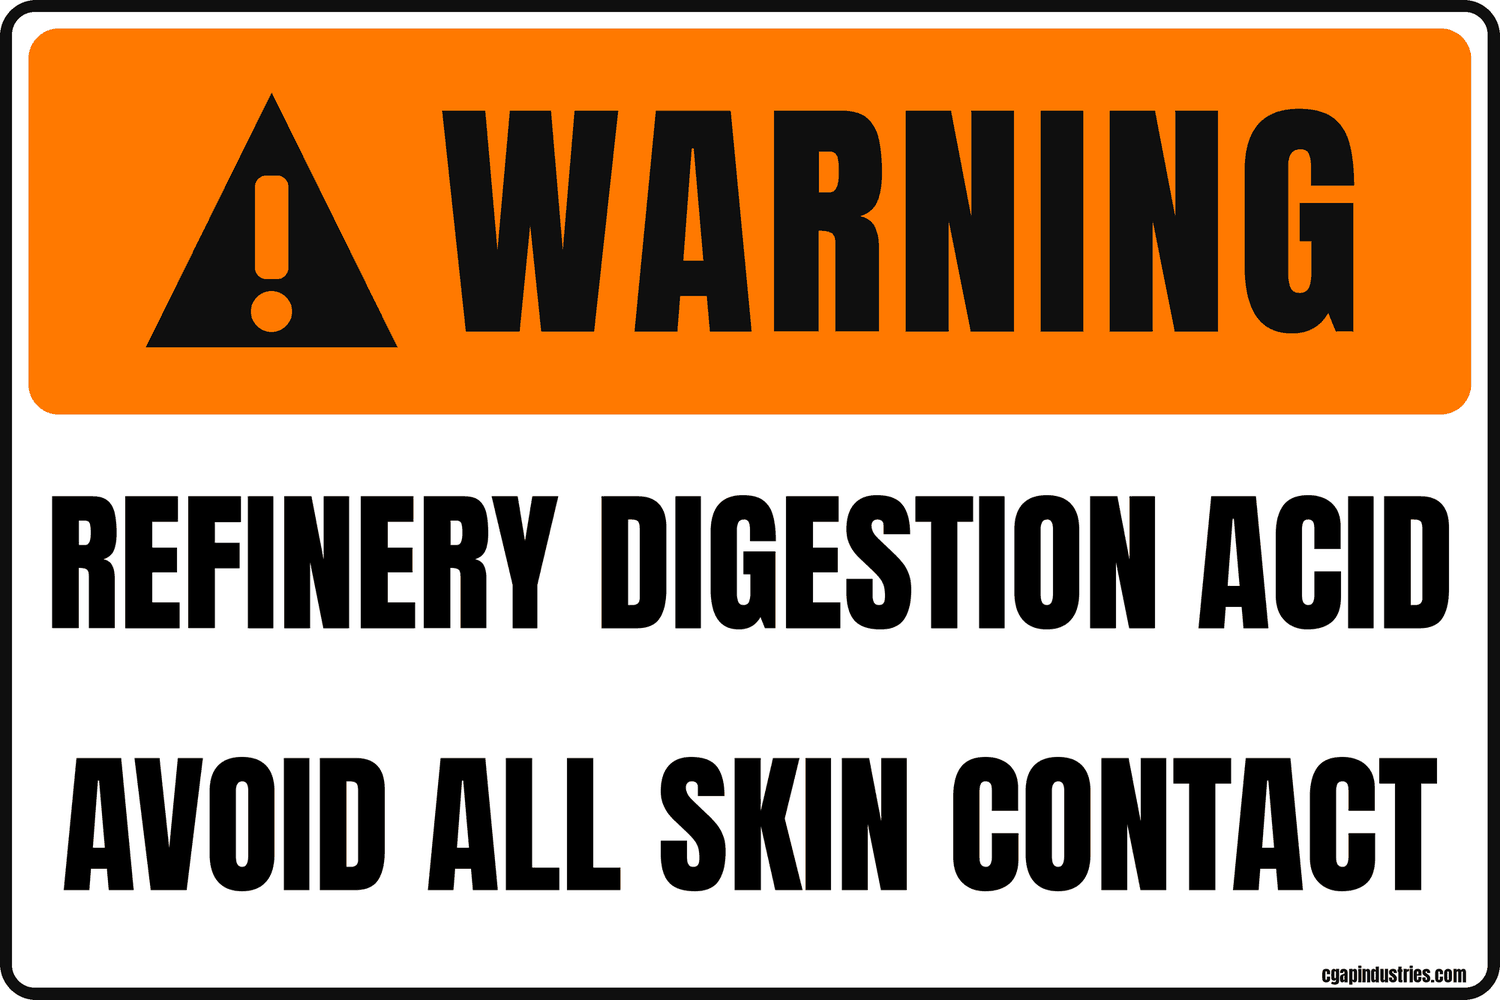 WARNING
REFINERY DIGESTION ACID
AVOID ALL SKIN CONTACT
cgapindustries.com